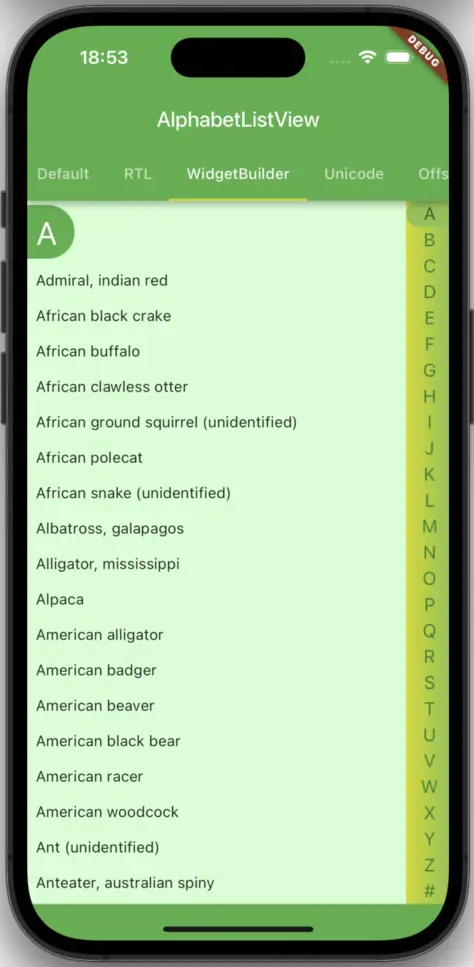 18:53
DEBUG
AlphabetListView
Default RTL WidgetBuilder Unicode Offs
A
Admiral, indian red
African black crake
African buffalo
African clawless otter
African ground squirrel (unidentified)
African polecat
African snake (unidentified)
Albatross, galapagos
Alligator, mississippi
Alpaca
American alligator
American badger
American beaver
American black bear
American racer
American woodcock
Ant (unidentified)
Anteater, australian spiny
A
B
C
D
E
F
G
H
I
J
K
L
M
N
O
P
Q
R
S
T
U
V
W
X
Y
Z
#